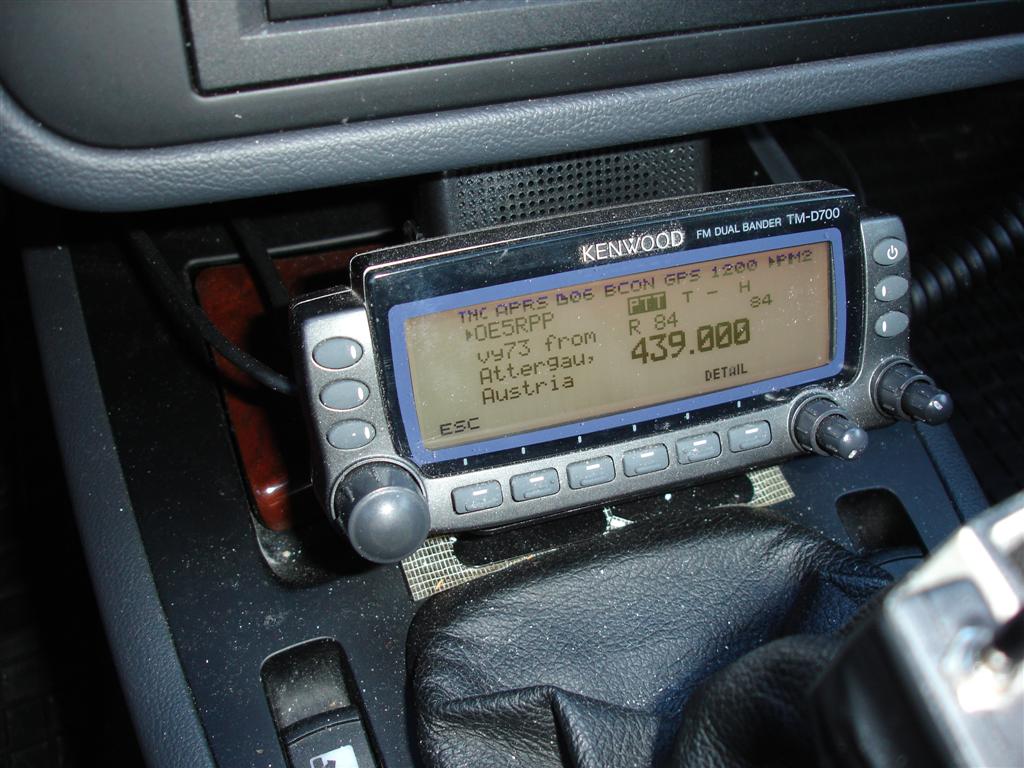 KENWOOD FM DUAL BANDER TM-D700
TNC APRS 06 BCON GPS 1200 PM2
OE5RPP PTT T - H
vy73 from R 84 84
Attergau, 439.000
Austria
DETAIL
ESC